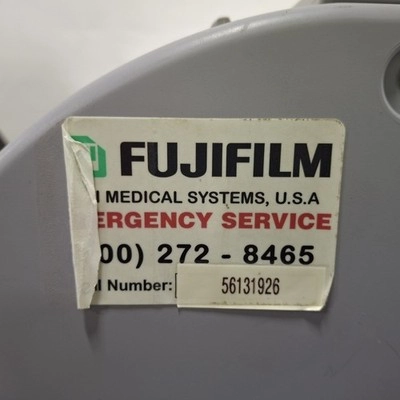 FUJIFILM
MEDICAL SYSTEMS, U.S.A
ERGENCY SERVICE
00) 272 - 8465
Number: 56131926